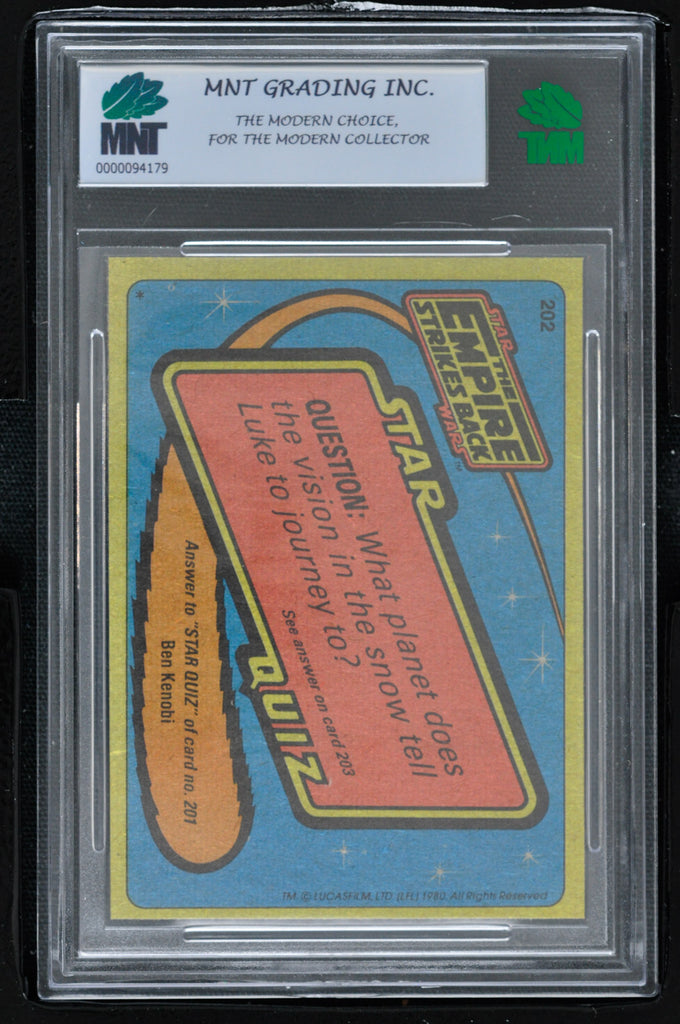 MNT GRADING INC.
THE MODERN CHOICE,
FOR THE MODERN COLLECTOR
MNT
0000094179
MNT
202
STAR
THE
EMPIRE
STRIKES BACK
WARS™
STAR
QUIZ
QUESTION: What planet does
the vision in the snow tell
Luke to journey to?
See answer on card 203
Answer to "STAR QUIZ" of card no. 201
Ben Kenobi
*
TM, © LUCASFILM, LTD. (LFL) 1980. All Rights Reserved